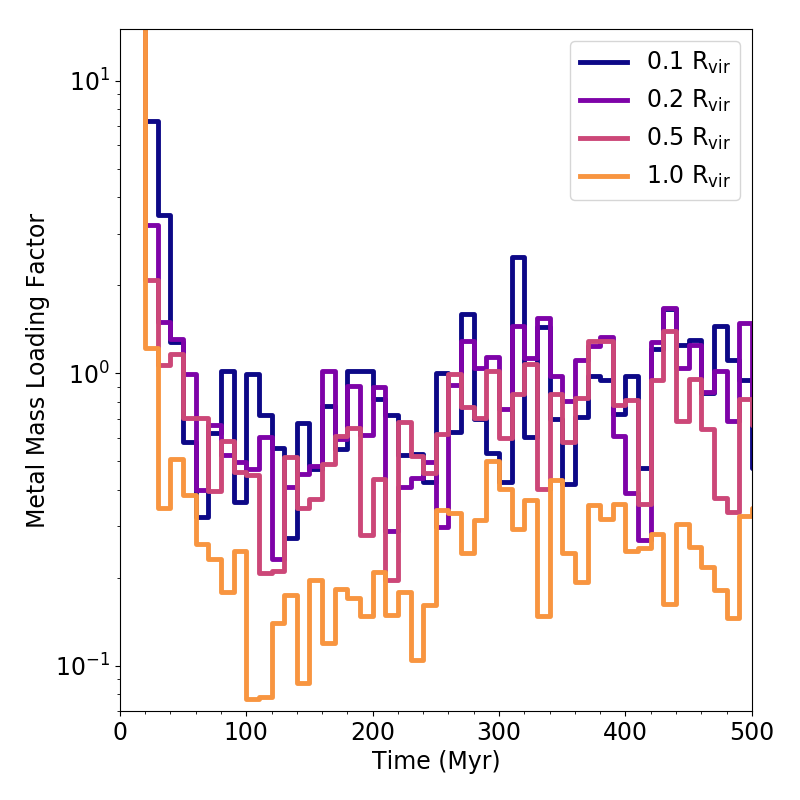 0.1 R_vir
0.2 R_vir
0.5 R_vir
1.0 R_vir
Metal Mass Loading Factor
10^1
10^0
10^-1
0 100 200 300 400 500
Time (Myr)